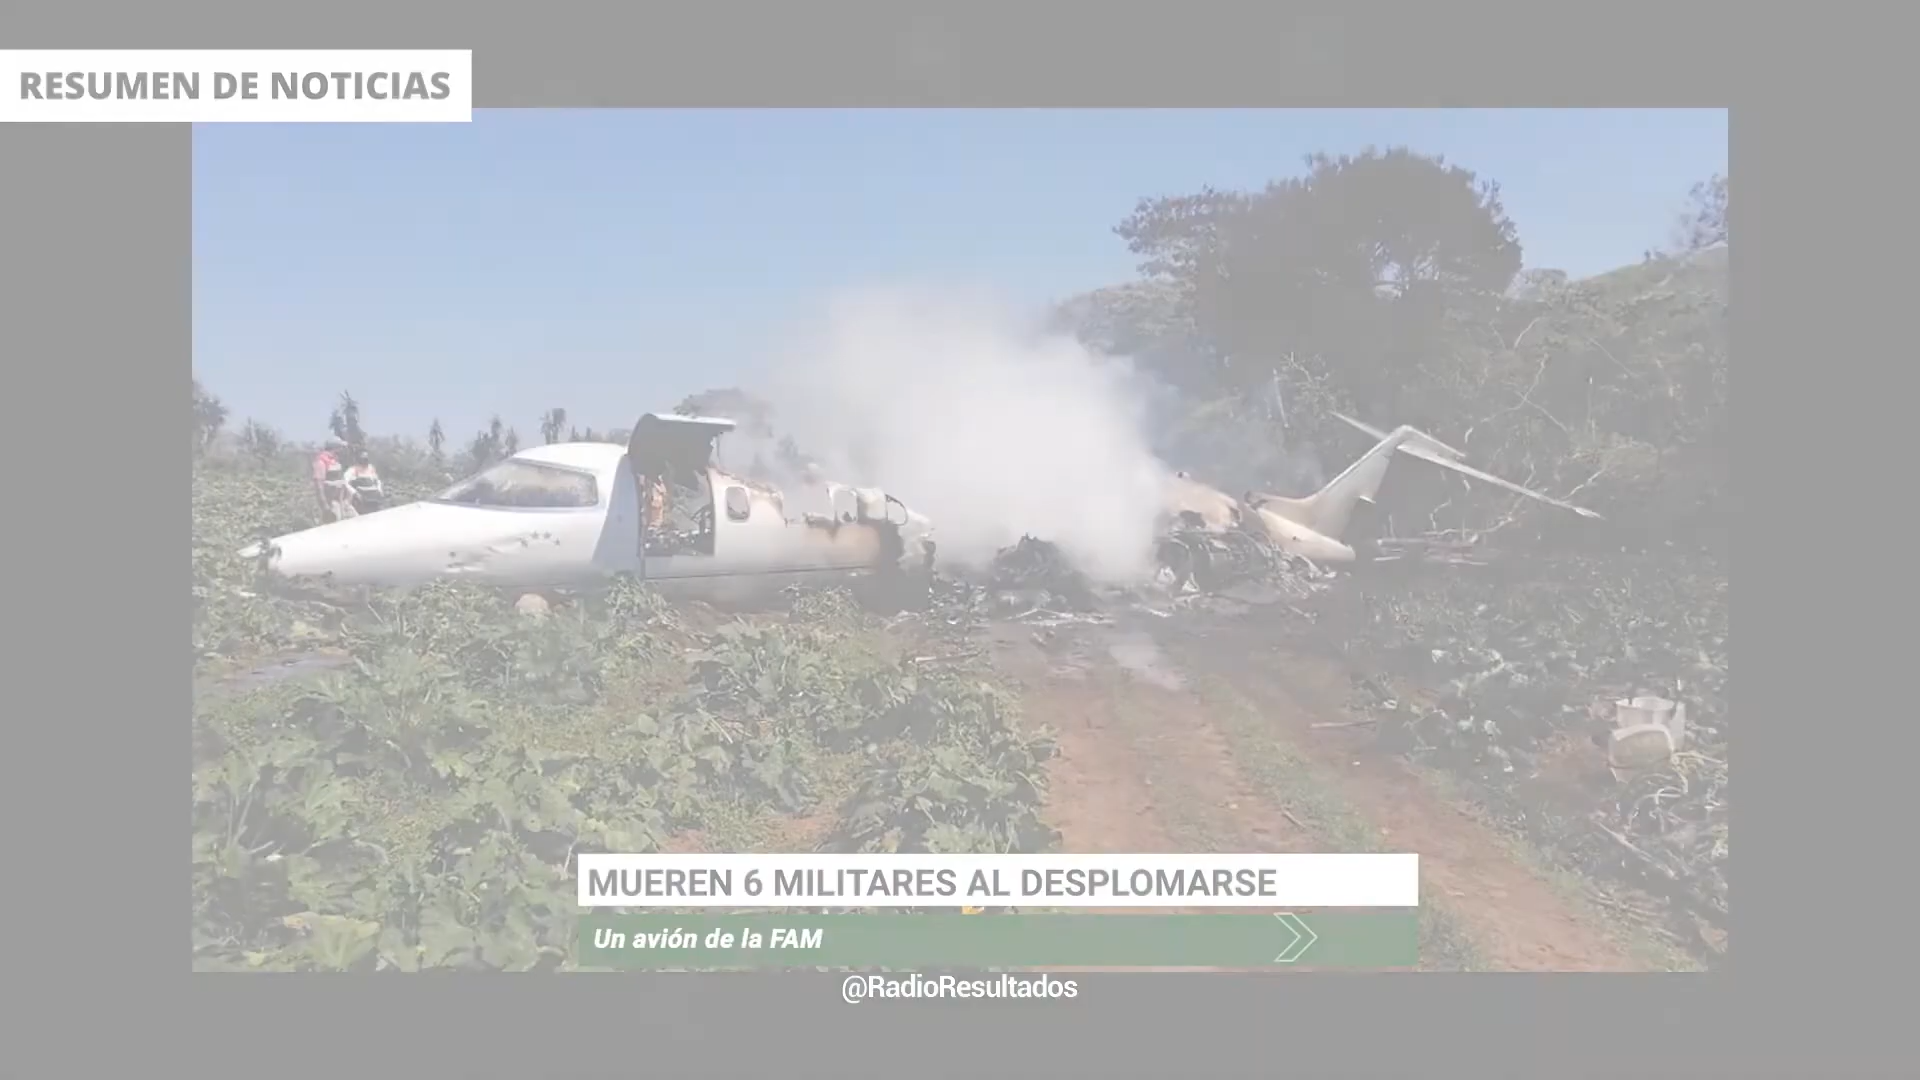 RESUMEN DE NOTICIAS
MUEREN 6 MILITARES AL DESPLOMARSE
Un avión de la FAM
@RadioResultados